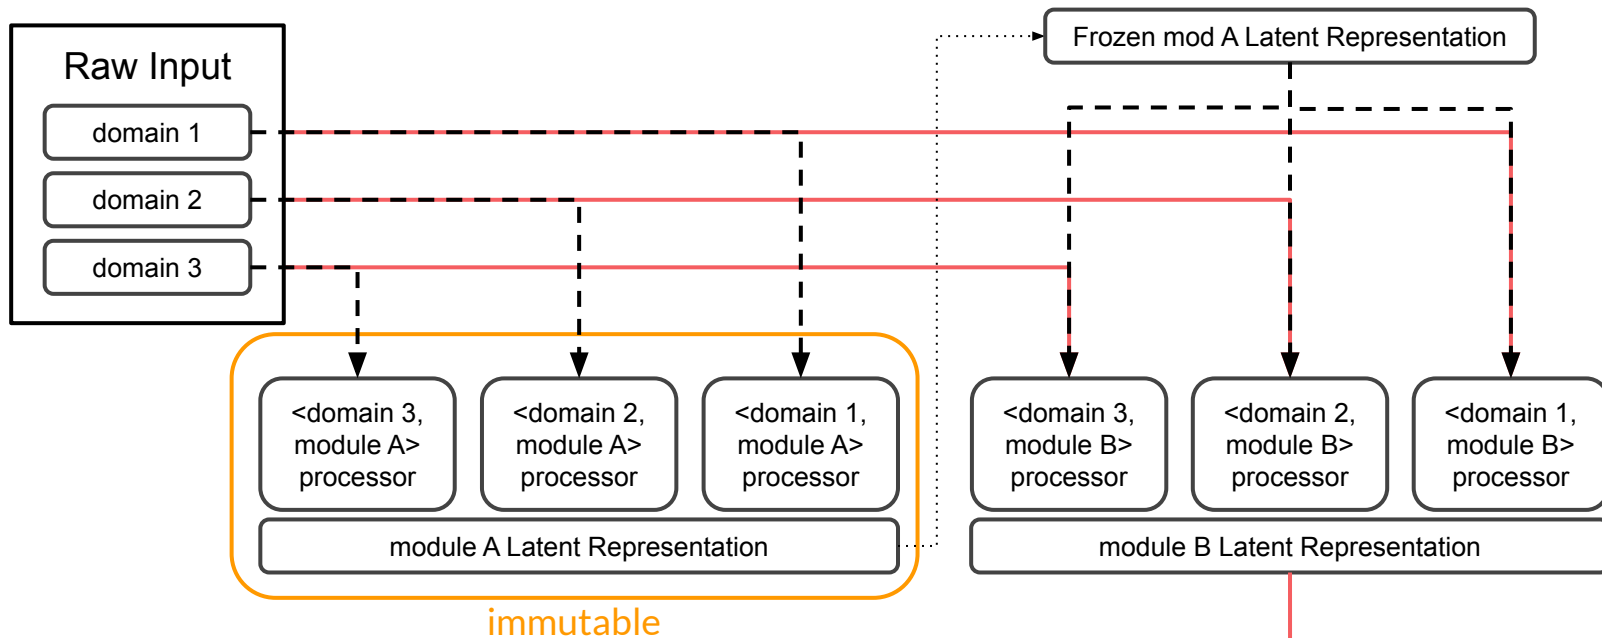 Raw Input
domain 1
domain 2
domain 3
Frozen mod A Latent Representation
<domain 3,
module A>
processor
<domain 2,
module A>
processor
<domain 1,
module A>
processor
module A Latent Representation
immutable
<domain 3,
module B>
processor
<domain 2,
module B>
processor
<domain 1,
module B>
processor
module B Latent Representation